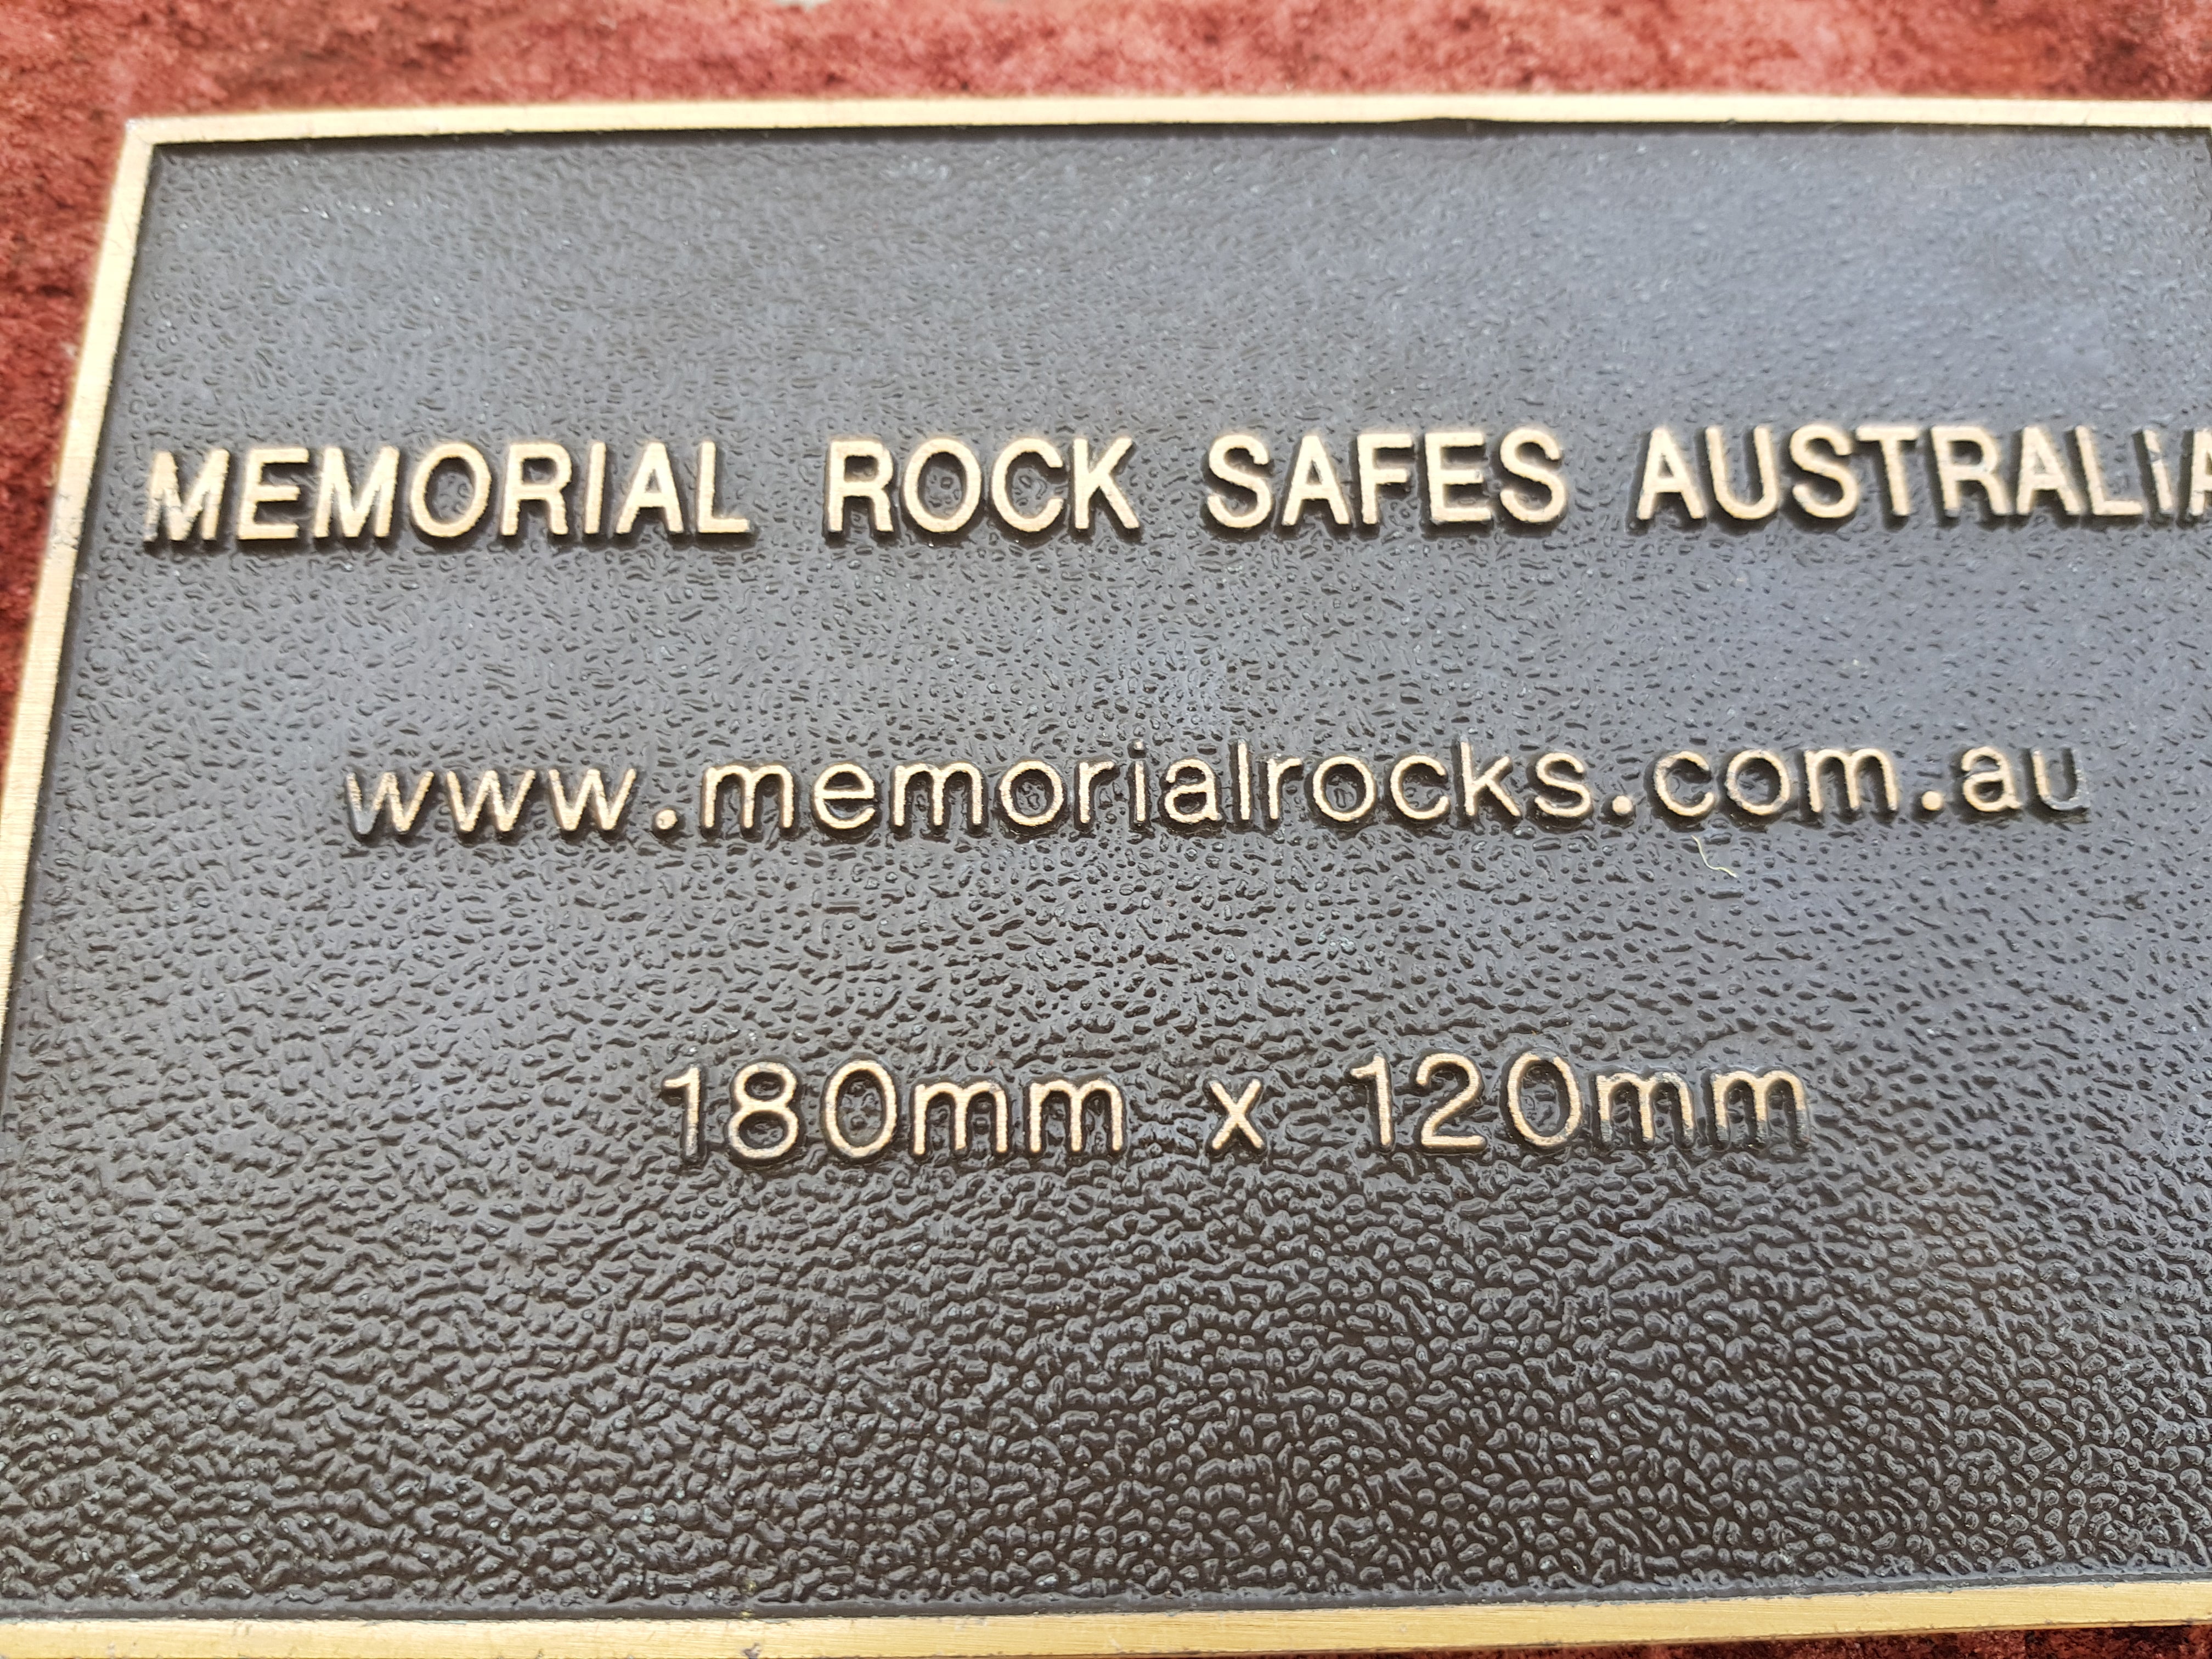 MEMORIAL ROCK SAFES AUSTRALIA
www.memorialrocks.com.au
180mm x 120mm